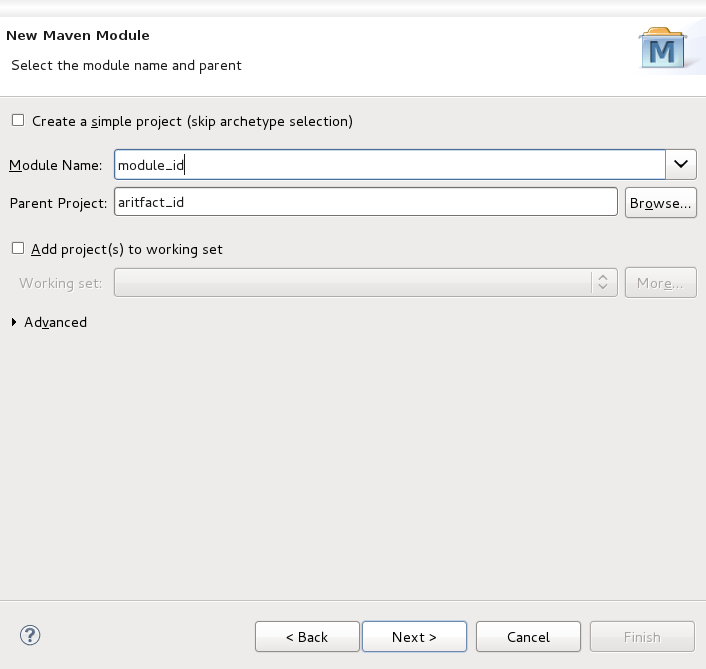 New Maven Module
Select the module name and parent
M
Create a simple project (skip archetype selection)
Module Name: module_id
Parent Project: aritfact_id Browse...
Add project(s) to working set
Working set: More...
Advanced
? < Back Next > Cancel Finish